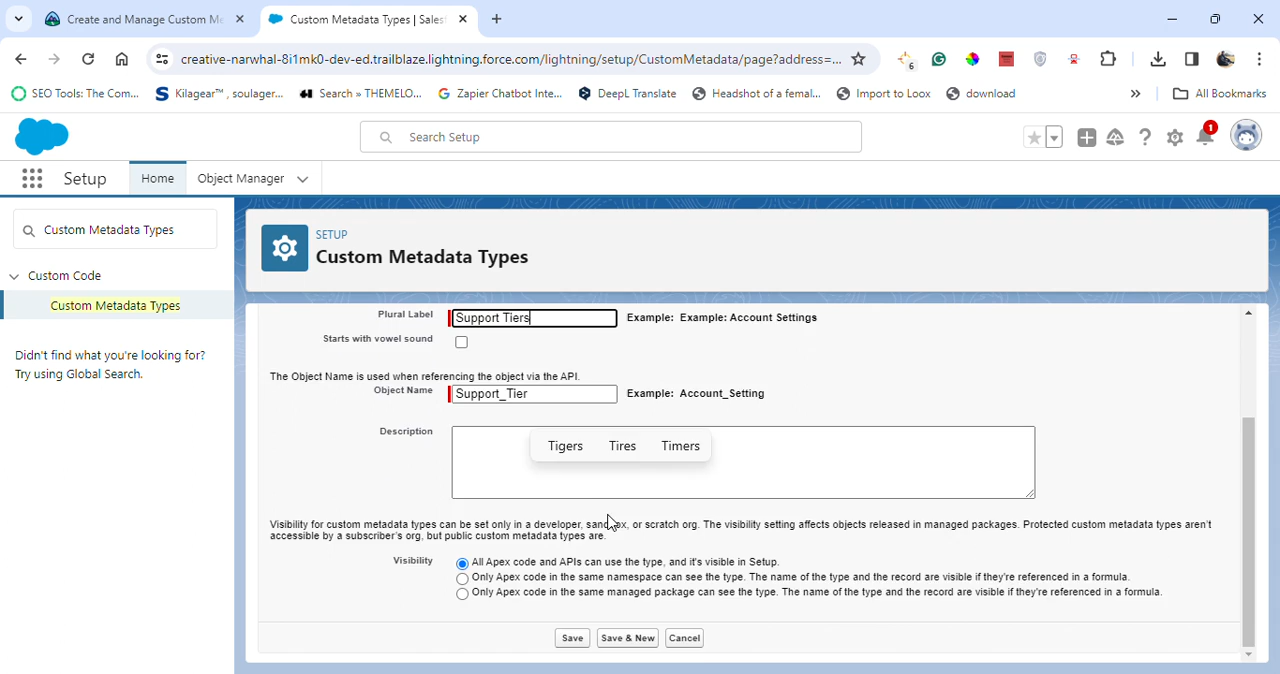 Create and Manage Custom Me
Custom Metadata Types | Sales
creative-narwhal-8i1mk0-dev-ed.trailblaze.lightning.force.com/lightning/setup/CustomMetadata/page?address=...
6
SEO Tools: The Com...
Kilagear™ , soulager...
Search » THEMELO...
Zapier Chatbot Inte...
DeepL Translate
Headshot of a femal...
Import to Loox
download
»
All Bookmarks
Search Setup
1
Setup
Home
Object Manager
Custom Metadata Types
Custom Code
Custom Metadata Types
Didn't find what you're looking for?
Try using Global Search.
SETUP
Custom Metadata Types
Plural Label
Support Tiers
Example: Example: Account Settings
Starts with vowel sound
The Object Name is used when referencing the object via the API.
Object Name
Support_Tier
Example: Account_Setting
Description
Tigers Tires Timers
Visibility for custom metadata types can be set only in a developer, sandbox, or scratch org. The visibility setting affects objects released in managed packages. Protected custom metadata types aren't
accessible by a subscriber's org, but public custom metadata types are.
Visibility
All Apex code and APIs can use the type, and it's visible in Setup.
Only Apex code in the same namespace can see the type. The name of the type and the record are visible if they're referenced in a formula.
Only Apex code in the same managed package can see the type. The name of the type and the record are visible if they're referenced in a formula.
Save
Save & New
Cancel